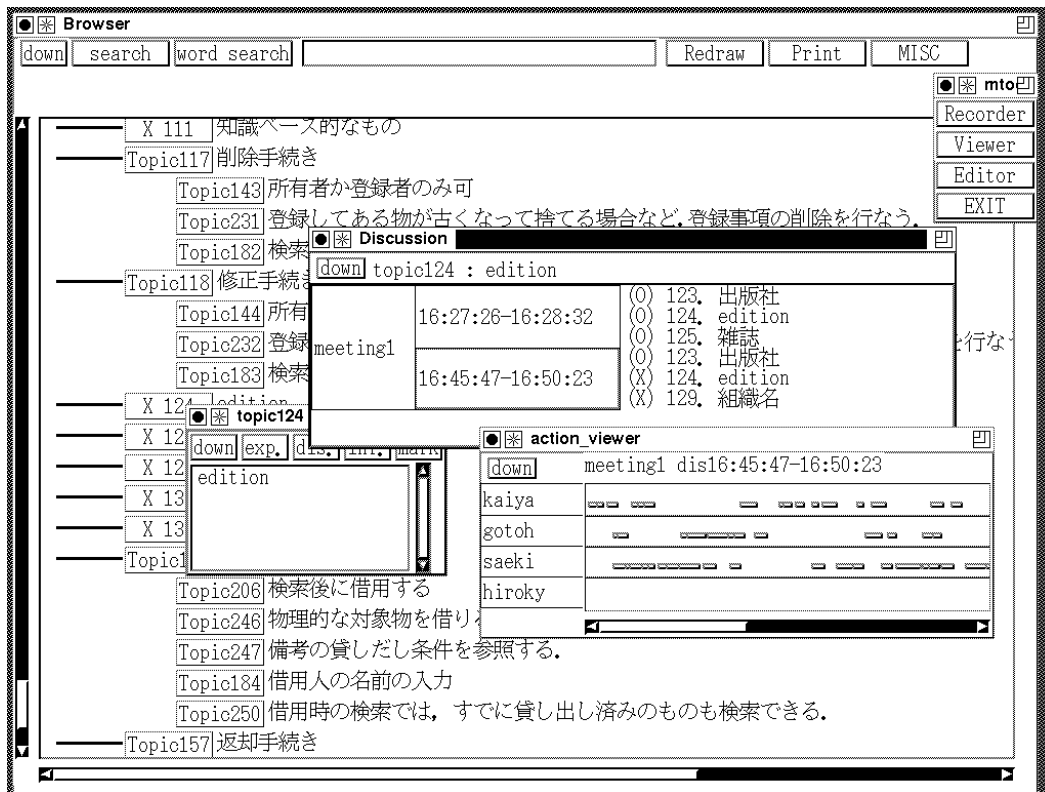 Browser
down search word search Redraw Print MISC
mto
Recorder
Viewer
Editor
EXIT
X 111 知識ベース的なもの
Topic117 削除手続き
Topic143 所有者か登録者のみ可
Topic231 登録してある物が古くなって捨てる場合など．登録事項の削除を行なう．
Topic182 検索
Topic118 修正手続き
Topic144 所有
Topic232 登録
を行な
Topic183 検索
X 124 edition
X 12
X 12
X 13
X 13
Topic1
Topic206 検索後に借用する
Topic246 物理的な対象物を借り
Topic247 備考の貸しだし条件を参照する．
Topic184 借用人の名前の入力
Topic250 借用時の検索では，すでに貸し出し済みのものも検索できる．
Topic157 返却手続き
Discussion
down topic124 : edition
meeting1
16:27:26-16:28:32
16:45:47-16:50:23
(O) 123. 出版社
(O) 124. edition
(O) 125. 雑誌
(O) 123. 出版社
(X) 124. edition
(X) 129. 組織名
topic124
down exp. dis. inf. mark
edition
action_viewer
down meeting1 dis16:45:47-16:50:23
kaiya
gotoh
saeki
hiroky